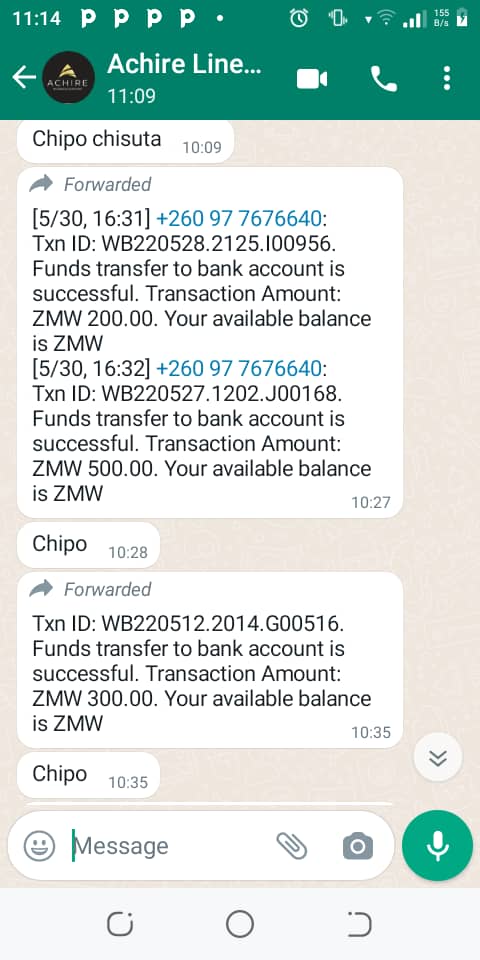 11:14
155
B/s
Achire Line...
ACHIRE
11:09
Chipo chisuta 10:09
Forwarded
[5/30, 16:31] +260 97 7676640:
Txn ID: WB220528.2125.I00956.
Funds transfer to bank account is
successful. Transaction Amount:
ZMW 200.00. Your available balance
is ZMW
[5/30, 16:32] +260 97 7676640:
Txn ID: WB220527.1202.J00168.
Funds transfer to bank account is
successful. Transaction Amount:
ZMW 500.00. Your available balance
is ZMW
10:27
Chipo 10:28
Forwarded
Txn ID: WB220512.2014.G00516.
Funds transfer to bank account is
successful. Transaction Amount:
ZMW 300.00. Your available balance
is ZMW
10:35
Chipo 10:35
Message